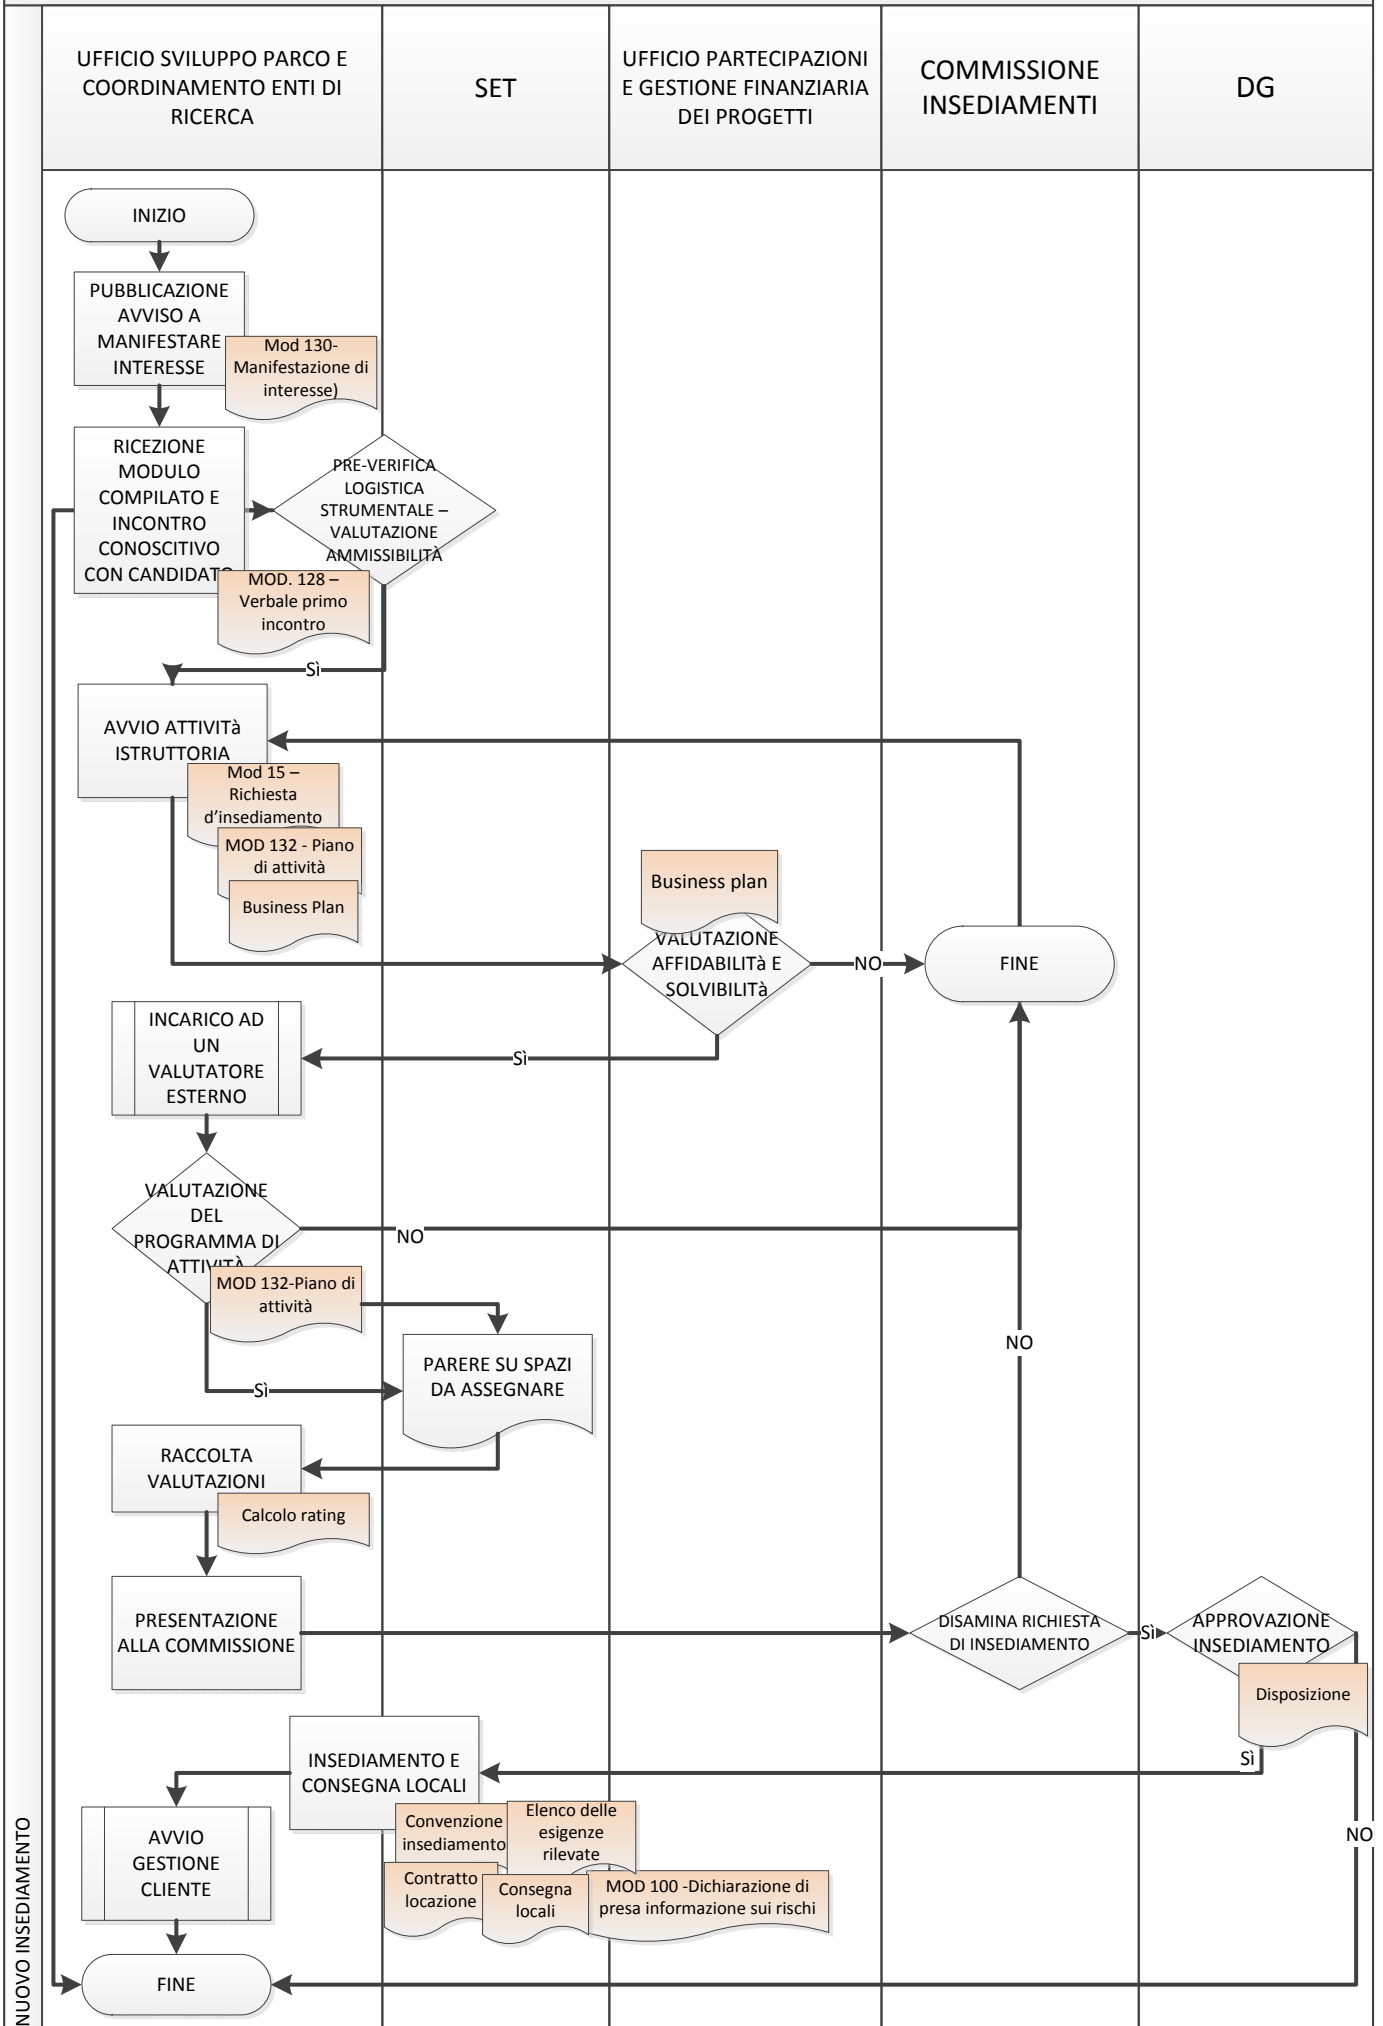 UFFICIO SVILUPPO PARCO E
COORDINAMENTO ENTI DI
RICERCA
SET
UFFICIO PARTECIPAZIONI
E GESTIONE FINANZIARIA
DEI PROGETTI
COMMISSIONE
INSEDIAMENTI
DG
INIZIO
PUBBLICAZIONE
AVVISO A
MANIFESTARE
INTERESSE
Mod 130-
Manifestazione di
interesse)
RICEZIONE
MODULO
COMPILATO E
INCONTRO
CONOSCITIVO
CON CANDIDATO
PRE-VERIFICA
LOGISTICA
STRUMENTALE –
VALUTAZIONE
AMMISSIBILITÀ
MOD. 128 –
Verbale primo
incontro
Sì
AVVIO ATTIVITà
ISTRUTTORIA
Mod 15 –
Richiesta
d’insediamento
MOD 132 - Piano
di attività
Business Plan
Business plan
VALUTAZIONE
AFFIDABILITà E
SOLVIBILITà
NO
FINE
INCARICO AD
UN
VALUTATORE
ESTERNO
Sì
VALUTAZIONE
DEL
PROGRAMMA DI
ATTIVITÀ
NO
MOD 132-Piano di
attività
Sì
PARERE SU SPAZI
DA ASSEGNARE
NO
RACCOLTA
VALUTAZIONI
Calcolo rating
PRESENTAZIONE
ALLA COMMISSIONE
DISAMINA RICHIESTA
DI INSEDIAMENTO
Sì
APPROVAZIONE
INSEDIAMENTO
Disposizione
Sì
INSEDIAMENTO E
CONSEGNA LOCALI
Convenzione
insediamento
Elenco delle
esigenze
rilevate
Contratto
locazione
Consegna
locali
MOD 100 -Dichiarazione di
presa informazione sui rischi
NO
AVVIO
GESTIONE
CLIENTE
FINE
NUOVO INSEDIAMENTO